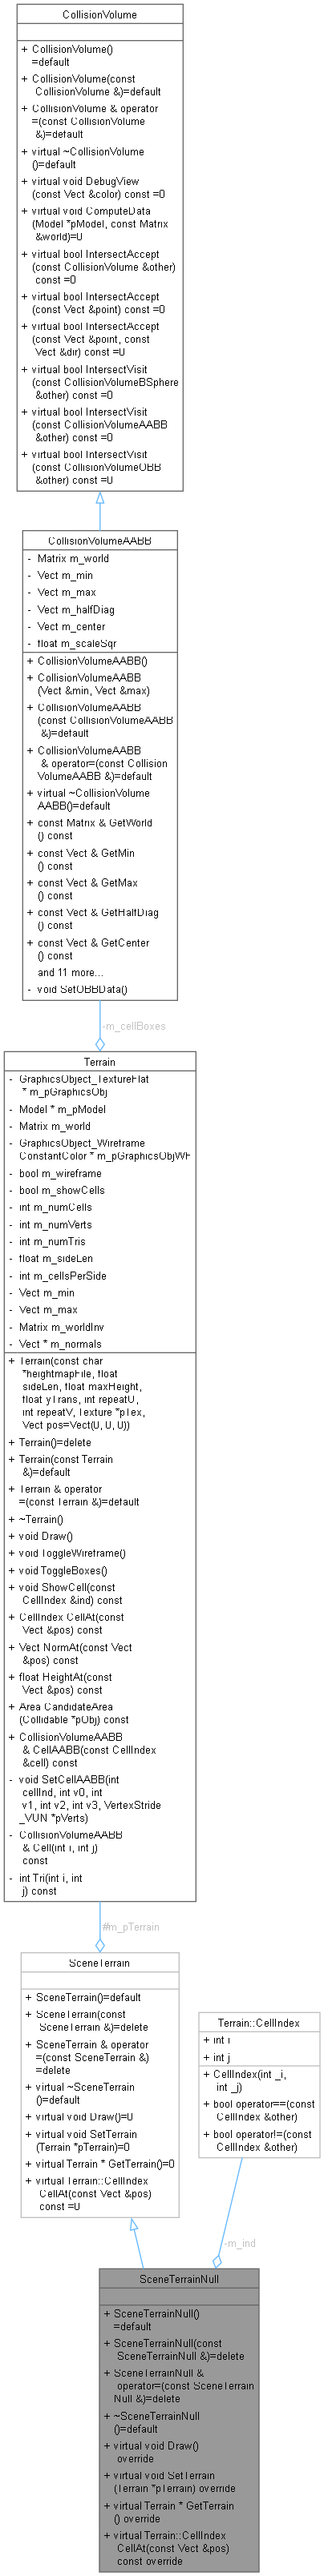 CollisionVolume
+ CollisionVolume()
=default
+ CollisionVolume(const
CollisionVolume &)=default
+ CollisionVolume & operator
=(const CollisionVolume
&)=default
+ virtual ~CollisionVolume
()=default
+ virtual void DebugView
(const Vect &color) const =0
+ virtual void ComputeData
(Model *pModel, const Matrix
&world)=0
+ virtual bool IntersectAccept
(const CollisionVolume &other)
const =0
+ virtual bool IntersectAccept
(const Vect &point) const =0
+ virtual bool IntersectAccept
(const Vect &point, const
Vect &dir) const =0
+ virtual bool IntersectVisit
(const CollisionVolumeBSphere
&other) const =0
+ virtual bool IntersectVisit
(const CollisionVolumeAABB
&other) const =0
+ virtual bool IntersectVisit
(const CollisionVolumeOBB
&other) const =0
CollisionVolumeAABB
- Matrix m_world
- Vect m_min
- Vect m_max
- Vect m_halfDiag
- Vect m_center
- float m_scaleSqr
+ CollisionVolumeAABB()
+ CollisionVolumeAABB
(Vect &min, Vect &max)
+ CollisionVolumeAABB
(const CollisionVolumeAABB
&)=default
+ CollisionVolumeAABB
& operator=(const Collision
VolumeAABB &)=default
+ virtual ~CollisionVolume
AABB()=default
+ const Matrix & GetWorld
() const
+ const Vect & GetMin
() const
+ const Vect & GetMax
() const
+ const Vect & GetHalfDiag
() const
+ const Vect & GetCenter
() const
and 11 more...
- void SetOBBData()
-m_cellBoxes
Terrain
- GraphicsObject_TextureFlat
* m_pGraphicsObj
- Model * m_pModel
- Matrix m_world
- GraphicsObject_Wireframe
ConstantColor * m_pGraphicsObjWF
- bool m_wireframe
- bool m_showCells
- int m_numCells
- int m_numVerts
- int m_numTris
- float m_sideLen
- int m_cellsPerSide
- Vect m_min
- Vect m_max
- Matrix m_worldInv
- Vect * m_normals
+ Terrain(const char
*heightmapFile, float
sideLen, float maxHeight,
float yTrans, int repeatU,
int repeatV, Texture *pTex,
Vect pos=Vect(0, 0, 0))
+ Terrain()=delete
+ Terrain(const Terrain
&)=default
+ Terrain & operator
=(const Terrain &)=default
+ ~Terrain()
+ void Draw()
+ void ToggleWireframe()
+ void ToggleBoxes()
+ void ShowCell(const
CellIndex &ind) const
+ CellIndex CellAt(const
Vect &pos) const
+ Vect NormAt(const Vect
&pos) const
+ float HeightAt(const
Vect &pos) const
+ Area CandidateArea
(Collidable *pObj) const
+ CollisionVolumeAABB
& CellAABB(const CellIndex
&cell) const
- void SetCellAABB(int
cellInd, int v0, int
v1, int v2, int v3, VertexStride
_VUN *pVerts)
- CollisionVolumeAABB
& Cell(int i, int j)
const
- int Tri(int i, int
j) const
#m_pTerrain
SceneTerrain
+ SceneTerrain()=default
+ SceneTerrain(const
SceneTerrain &)=delete
+ SceneTerrain & operator
=(const SceneTerrain &)
=delete
+ virtual ~SceneTerrain
()=default
+ virtual void Draw()=0
+ virtual void SetTerrain
(Terrain *pTerrain)=0
+ virtual Terrain * GetTerrain()=0
+ virtual Terrain::CellIndex
CellAt(const Vect &pos)
const =0
Terrain::CellIndex
+ int i
+ int j
+ CellIndex(int _i,
int _j)
+ bool operator==(const
CellIndex &other)
+ bool operator!=(const
CellIndex &other)
-m_ind
SceneTerrainNull
+ SceneTerrainNull()
=default
+ SceneTerrainNull(const
SceneTerrainNull &)=delete
+ SceneTerrainNull &
operator=(const SceneTerrain
Null &)=delete
+ ~SceneTerrainNull
()=default
+ virtual void Draw()
override
+ virtual void SetTerrain
(Terrain *pTerrain) override
+ virtual Terrain * GetTerrain
() override
+ virtual Terrain::CellIndex
CellAt(const Vect &pos)
const override